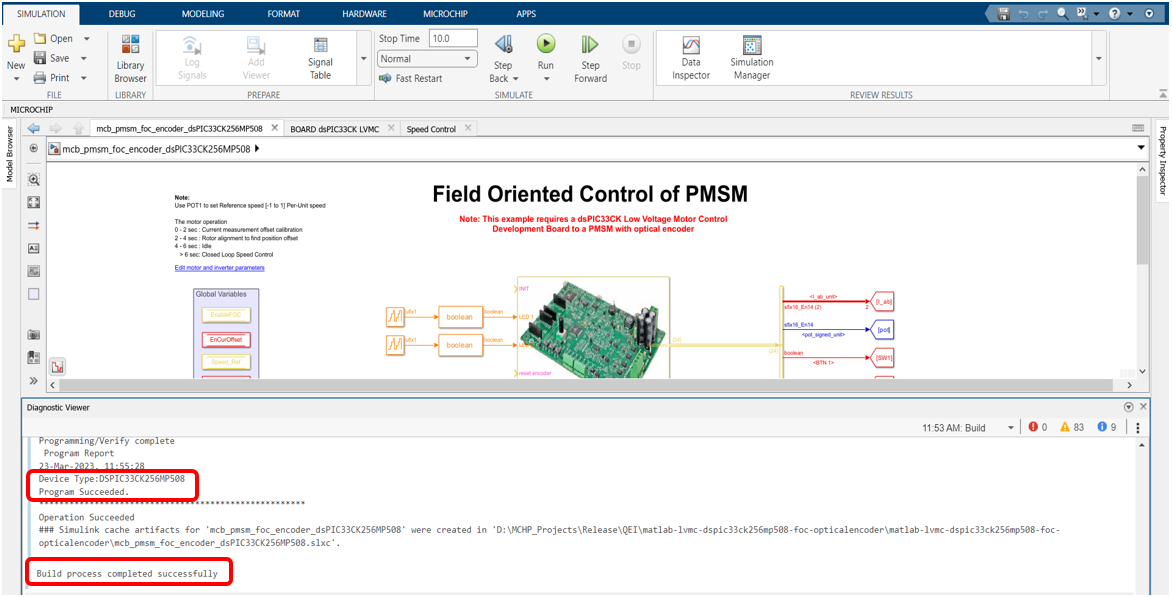 SIMULATION DEBUG MODELING FORMAT HARDWARE MICROCHIP APPS
New
Open
Save
Print
FILE
Library
Browser
LIBRARY
Log
Signals
Add
Viewer
Signal
Table
PREPARE
Stop Time 10.0
Normal
Fast Restart
Step
Back
Run
Step
Forward
Stop
SIMULATE
Data
Inspector
Simulation
Manager
REVIEW RESULTS
MICROCHIP
Model Browser
Property Inspector
mcb_pmsm_foc_encoder_dsPIC33CK256MP508 BOARD dsPIC33CK LVMC Speed Control
mcb_pmsm_foc_encoder_dsPIC33CK256MP508
Field Oriented Control of PMSM
Note: This example requires a dsPIC33CK Low Voltage Motor Control
Development Board to a PMSM with optical encoder
Note:
Use POT1 to set Reference speed [-1 to 1] Per-Unit speed
The motor operation
0 - 2 sec : Current measurement offset calibration
2 - 4 sec : Rotor alignment to find position offset
4 - 6 sec : Idle
> 6 sec: Closed Loop Speed Control
Edit motor and inverter parameters
Global Variables
EnableFOC
EnCurOffset
Speed_Ref
ufix1
boolean
boolean
ufix1
boolean
boolean
INIT
LED 1
reset encoder
<I_ab_unit>
sfix16_En14 (2)
2
[I_ab]
sfix16_En14
<pot_signed_unit>
[pot]
boolean
<BTN 1>
[SW1]
Diagnostic Viewer
11:53 AM: Build 0 83 9
Programming/Verify complete
Program Report
23-Mar-2023, 11:55:28
Device Type:DSPIC33CK256MP508
Program Succeeded.
Operation Succeeded
### Simulink cache artifacts for 'mcb_pmsm_foc_encoder_dsPIC33CK256MP508' were created in 'D:\MCHP_Projects\Release\QEI\matlab-lvmc-dspic33ck256mp508-foc-opticalencoder\matlab-lvmc-dspic33ck256mp508-foc-
opticalencoder\mcb_pmsm_foc_encoder_dsPIC33CK256MP508.slxc'.
Build process completed successfully